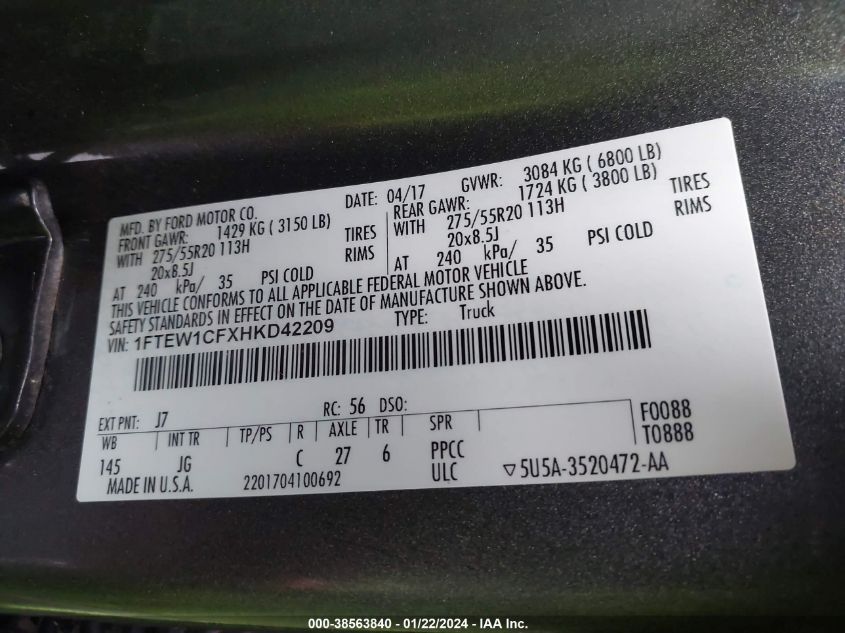 MFD. BY FORD MOTOR CO. DATE: 04/17 GVWR: 3084 KG ( 6800 LB)
FRONT GAWR: 1429 KG ( 3150 LB) REAR GAWR: 1724 KG ( 3800 LB)
WITH 275/55R20 113H TIRES WITH 275/55R20 113H TIRES
20x8.5J RIMS 20x8.5J RIMS
AT 240 kPa/ 35 PSI COLD AT 240 kPa/ 35 PSI COLD
THIS VEHICLE CONFORMS TO ALL APPLICABLE FEDERAL MOTOR VEHICLE
SAFETY STANDARDS IN EFFECT ON THE DATE OF MANUFACTURE SHOWN ABOVE.
VIN: 1FTEW1CFXHKD42209 TYPE: Truck
EXT PNT: J7 RC: 56 DSO: F0088
WB INT TR TP/PS R AXLE TR SPR T0888
145 JG C 27 6 PPCC
ULC ▽5U5A-3520472-AA
MADE IN U.S.A. 2201704100692
000-38563840 - 01/22/2024 - IAA Inc.